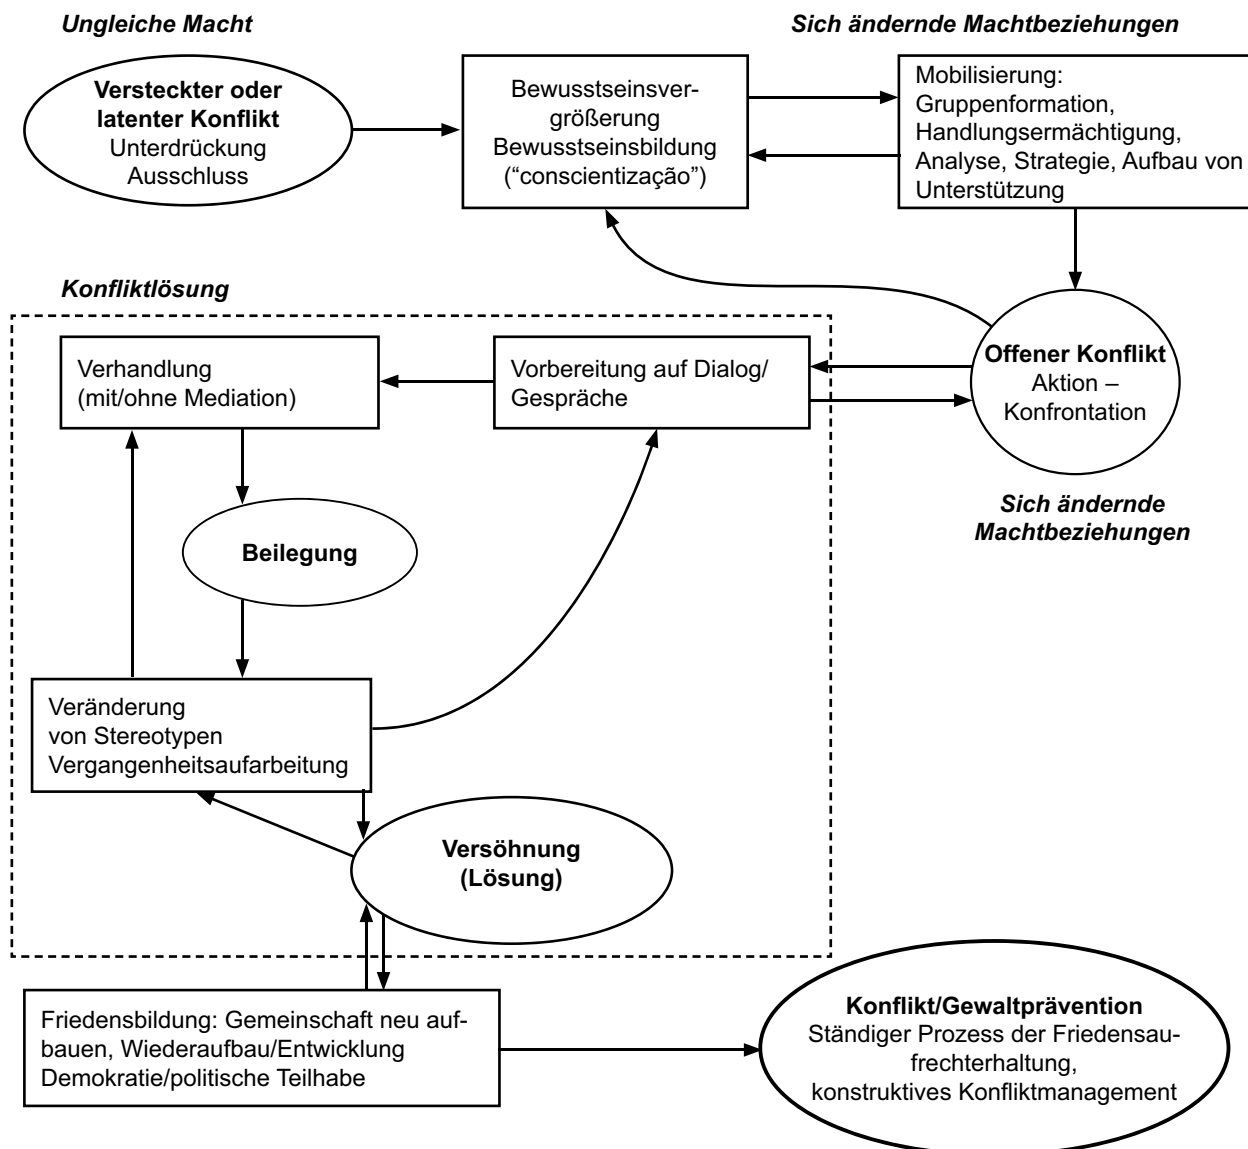 Ungleiche Macht
Sich ändernde Machtbeziehungen
Versteckter oder
latenter Konflikt
Unterdrückung
Ausschluss
Bewusstseinsver-
größerung
Bewusstseinsbildung
(“conscientização”)
Mobilisierung:
Gruppenformation,
Handlungsermächtigung,
Analyse, Strategie, Aufbau von
Unterstützung
Konfliktlösung
Verhandlung
(mit/ohne Mediation)
Vorbereitung auf Dialog/
Gespräche
Offener Konflikt
Aktion –
Konfrontation
Sich ändernde
Machtbeziehungen
Beilegung
Veränderung
von Stereotypen
Vergangenheitsaufarbeitung
Versöhnung
(Lösung)
Friedensbildung: Gemeinschaft neu auf-
bauen, Wiederaufbau/Entwicklung
Demokratie/politische Teilhabe
Konflikt/Gewaltprävention
Ständiger Prozess der Friedensau-
frechterhaltung,
konstruktives Konfliktmanagement